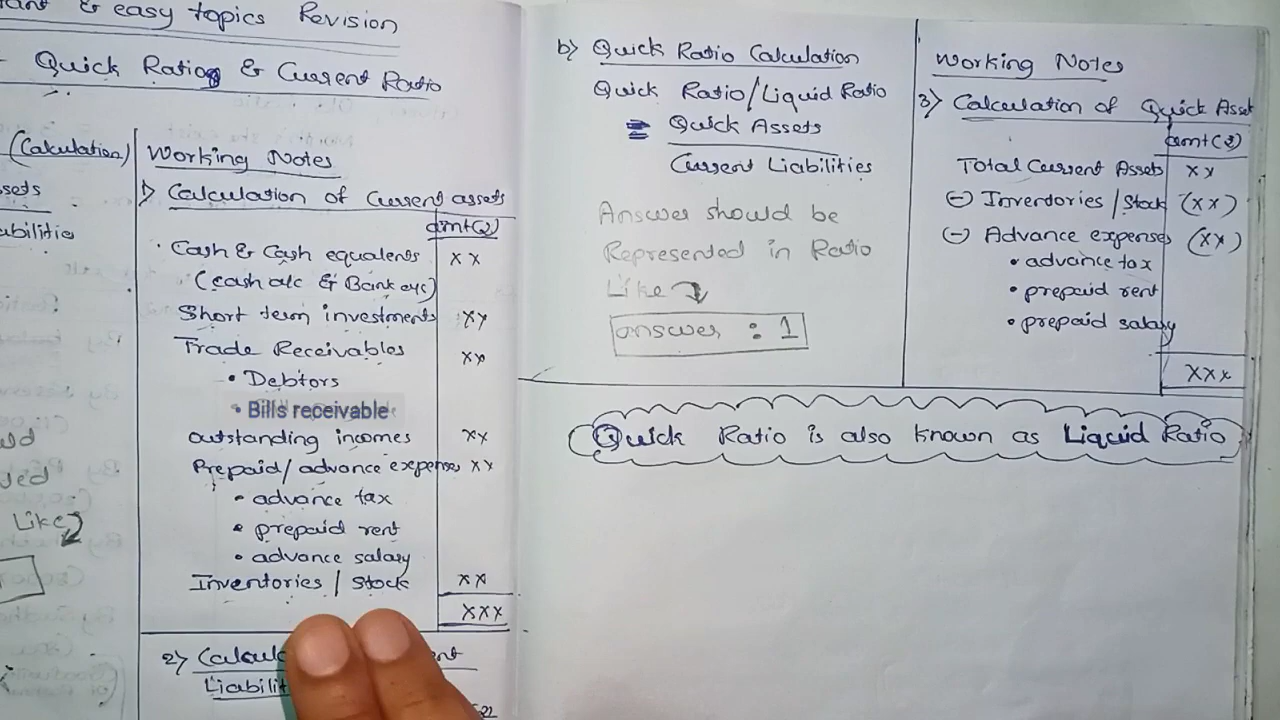 & easy topics Revision
Quick Ratio & Current Ratio
(Calculation)
Working Notes
1) Calculation of Current assets
amt(₹)
Cash & Cash equalents xx
(cash a/c & Bank a/c)
Short term investments xx
Trade Receivables xx
• Debtors
• Bills receivable
outstanding incomes xx
Prepaid/advance expenses xx
• advance tax
• prepaid rent
• advance salary
Inventories / Stock xx
xxx
2)
Like
b) Quick Ratio Calculation
Quick Ratio/Liquid Ratio
= Quick Assets
Current Liabilities
Answer should be
Represented in Ratio
Like
answer : 1
Working Notes
3) Calculation of Quick Asset
amt(₹)
Total Current Assets xx
(-) Inventories / Stock (xx)
(-) Advance expenses (xx)
• advance tax
• prepaid rent
• prepaid salary
xxx
Quick Ratio is also known as Liquid Ratio